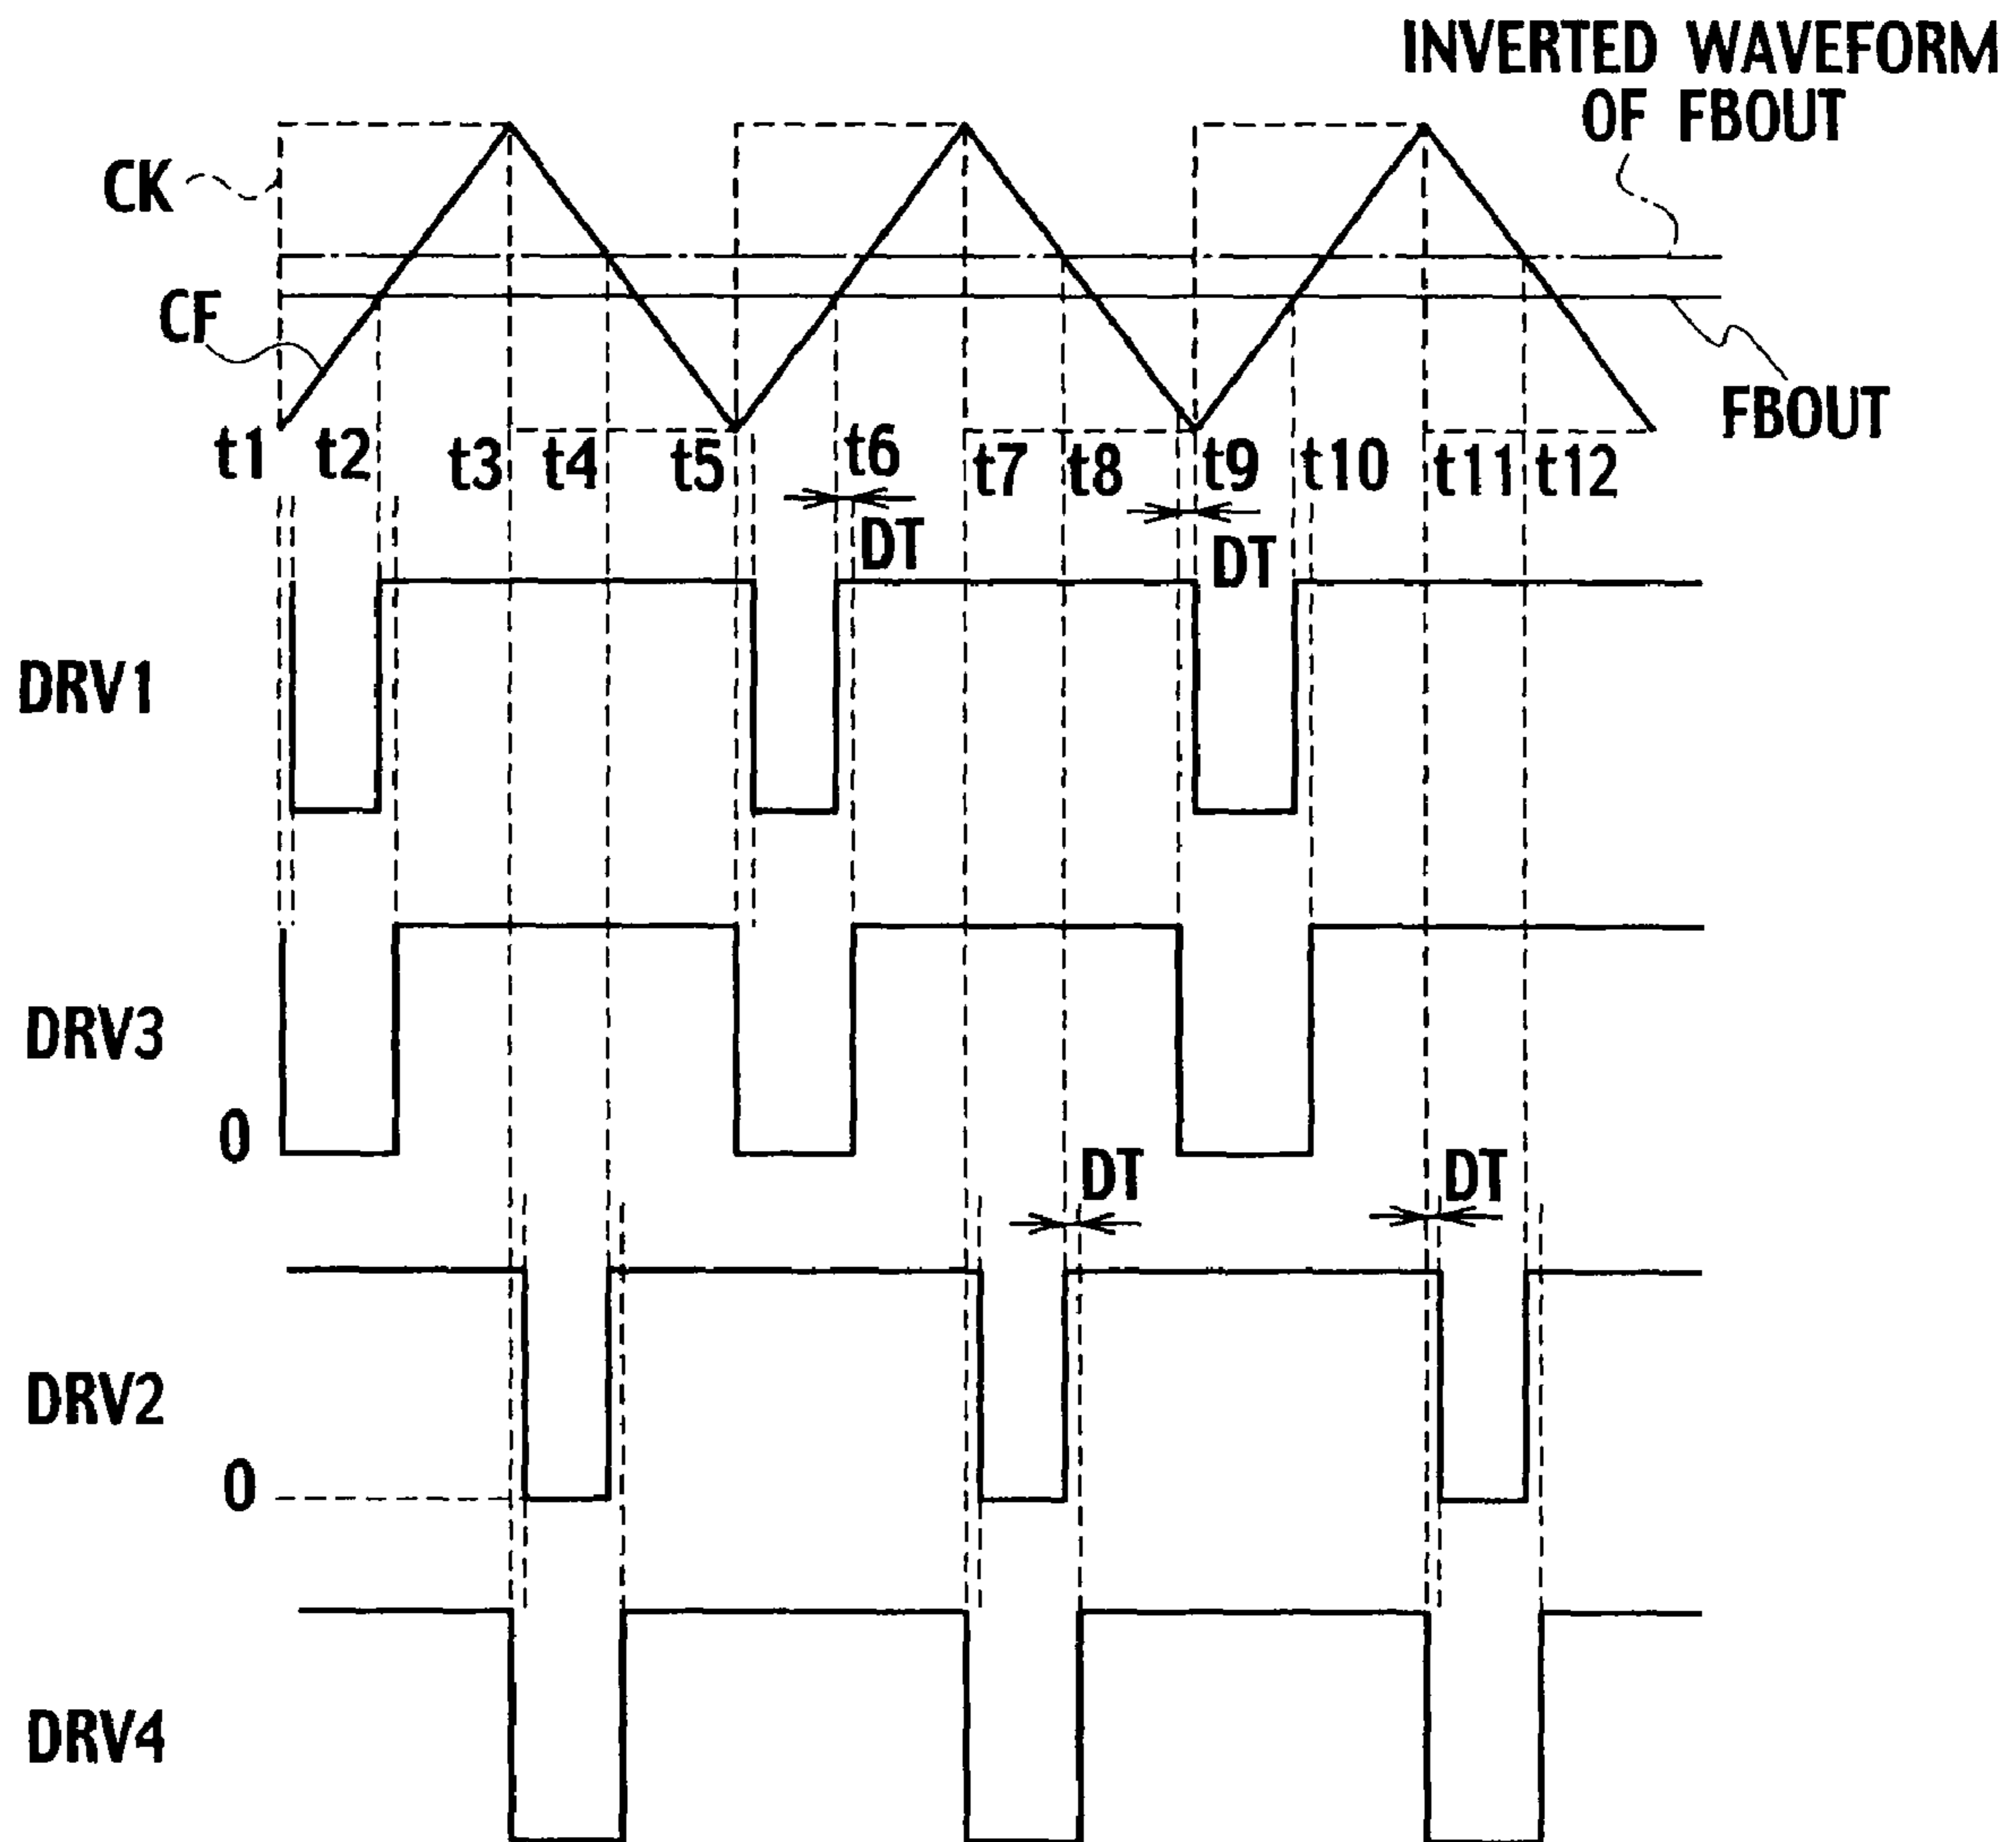 INVERTED WAVEFORM
OF FBOUT
CK
CF
FBOUT
t1 t2 t3 t4 t5 t6 t7 t8 t9 t10 t11 t12
DT
DT
DRV1
DRV3
0
DT
DT
DRV2
0
DRV4